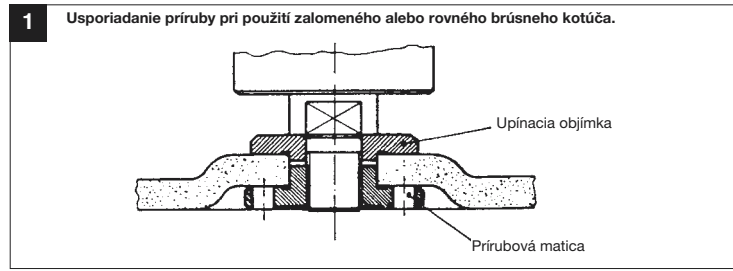 1
Usporiadanie príruby pri použití zalomeného alebo rovného brúsneho kotúča.
Upínacia objímka
Prírubová matica